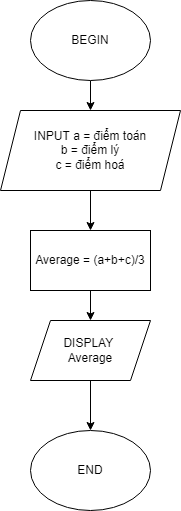 BEGIN
INPUT a = điểm toán
b = điểm lý
c = điểm hoá
Average = (a+b+c)/3
DISPLAY
Average
END